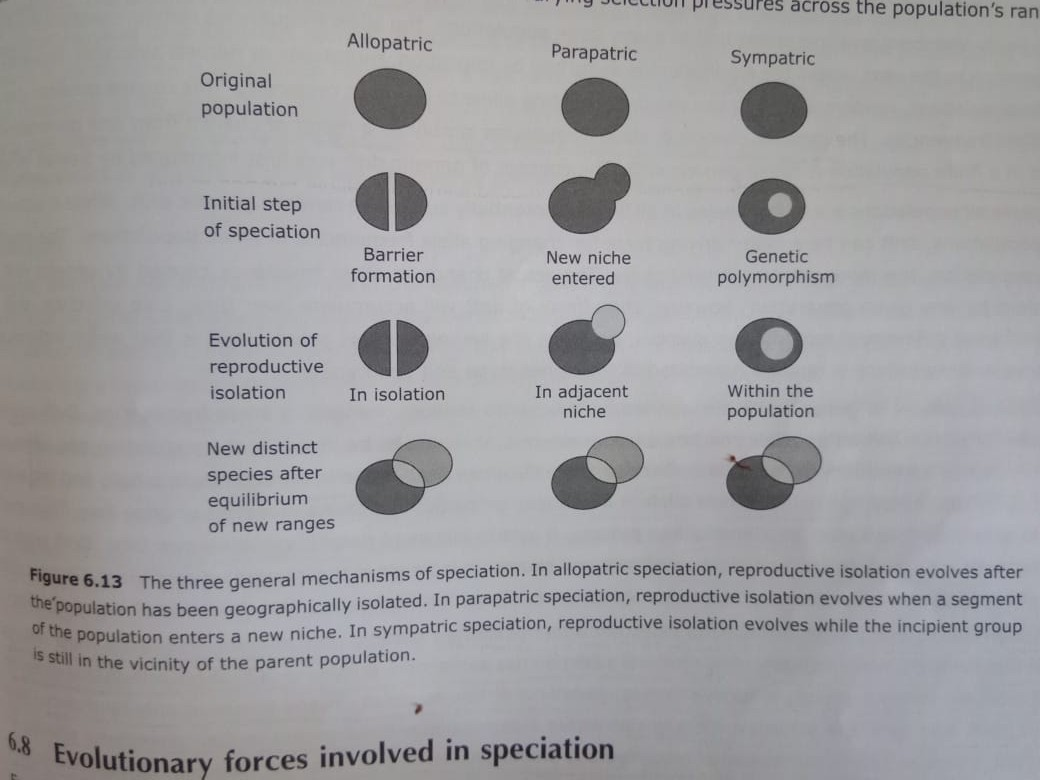 selection pressures across the population's ran
Allopatric
Parapatric
Sympatric
Original
population
Initial step
of speciation
Barrier
formation
New niche
entered
Genetic
polymorphism
Evolution of
reproductive
isolation
In isolation
In adjacent
niche
Within the
population
New distinct
species after
equilibrium
of new ranges
Figure 6.13 The three general mechanisms of speciation. In allopatric speciation, reproductive isolation evolves after
the population has been geographically isolated. In parapatric speciation, reproductive isolation evolves when a segment
of the population enters a new niche. In sympatric speciation, reproductive isolation evolves while the incipient group
is still in the vicinity of the parent population.
6.8 Evolutionary forces involved in speciation